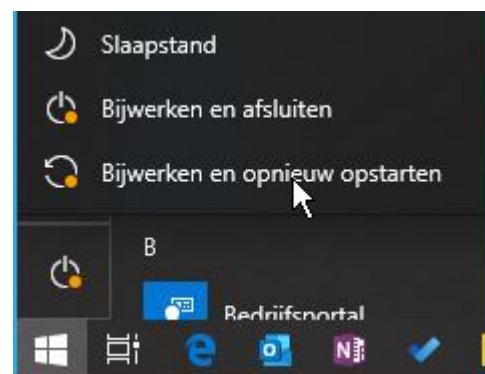 Slaapstand
Bijwerken en afsluiten
Bijwerken en opnieuw opstarten
B
Bedrijfsportal
N